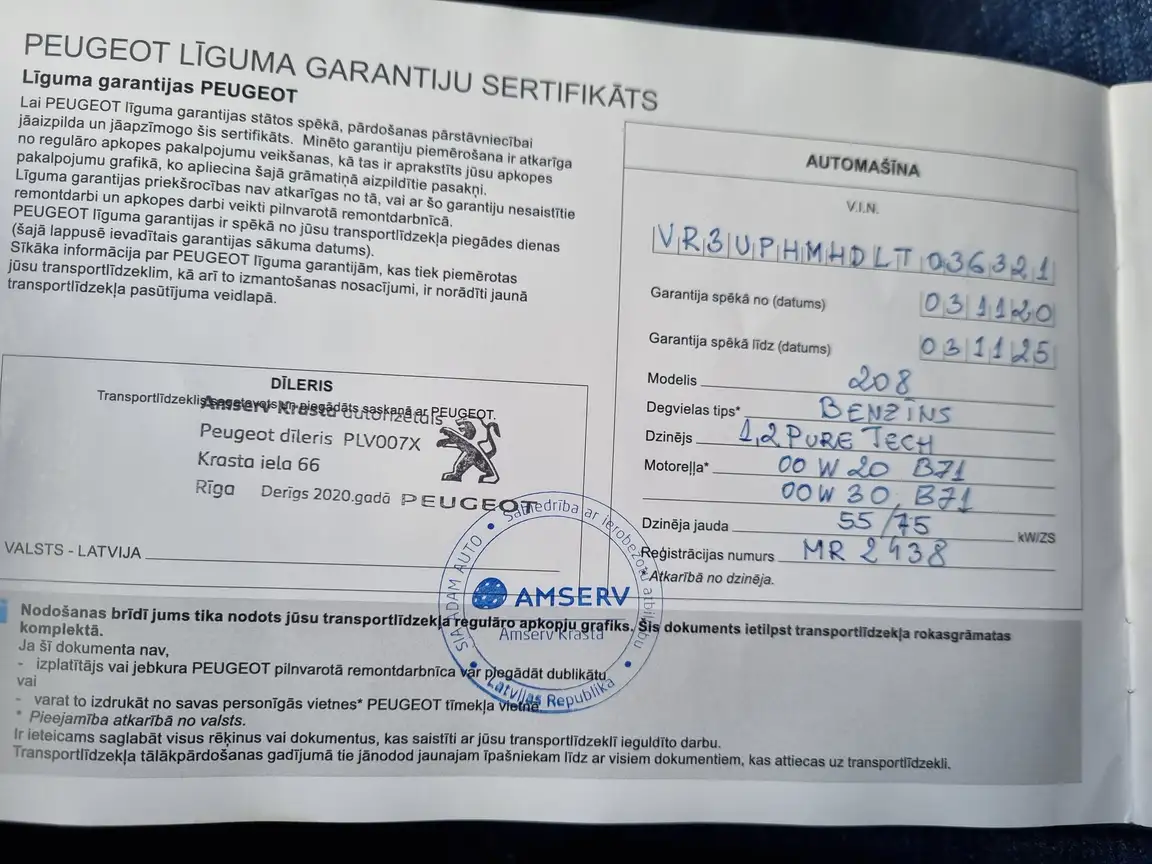 PEUGEOT LĪGUMA GARANTIJU SERTIFIKĀTS
Līguma garantijas PEUGEOT
Lai PEUGEOT līguma garantijas stātos spēkā, pārdošanas pārstāvniecībai
jāaizpilda un jāapzīmogo šis sertifikāts. Minēto garantiju piemērošana ir atkarīga
no regulāro apkopes pakalpojumu veikšanas, kā tas ir aprakstīts jūsu apkopes
pakalpojumu grafikā, ko apliecina šajā grāmatiņā aizpildītie pasakņi.
Līguma garantijas priekšrocības nav atkarīgas no tā, vai ar šo garantiju nesaistītie
remontdarbi un apkopes darbi veikti pilnvarotā remontdarbnīcā.
PEUGEOT līguma garantijas ir spēkā no jūsu transportlīdzekļa piegādes dienas
(šajā lappusē ievadītais garantijas sākuma datums).
Sīkāka informācija par PEUGEOT līguma garantijām, kas tiek piemērotas
jūsu transportlīdzeklim, kā arī to izmantošanas nosacījumi, ir norādīti jaunā
transportlīdzekļa pasūtījuma veidlapā.
AUTOMAŠĪNA
V.I.N.
VR3UPHMHDLT036321
Garantija spēkā no (datums) 031120
Garantija spēkā līdz (datums) 031125
Modelis 208
Degvielas tips* BENZĪNS
Dzinējs 1,2 PURE TECH
Motoreļļa* 00 W 20 B71
00W 30, B71
Dzinēja jauda 55/75 kW/ZS
Reģistrācijas numurs MR 2438
*Atkarībā no dzinēja.
DĪLERIS
Transportlīdzeklis sagatavots un piegādāts saskaņā ar PEUGEOT.
Amserv Krasta autorizētais
Peugeot dīleris PLV007X
Krasta iela 66
Rīga Derīgs 2020.gadā PEUGEOT
VALSTS - LATVIJA
Sabiedrība ar ierobežotu atbildību
SIA ADAM AUTO
AMSERV
Amserv Krasta
Latvijas Republika
Nodošanas brīdī jums tika nodots jūsu transportlīdzekļa regulāro apkopju grafiks. Šis dokuments ietilpst transportlīdzekļa rokasgrāmatas
komplektā.
Ja šī dokumenta nav,
- izplatītājs vai jebkura PEUGEOT pilnvarotā remontdarbnīca var piegādāt dublikātu
vai
- varat to izdrukāt no savas personīgās vietnes* PEUGEOT tīmekļa vietnē.
* Pieejamība atkarībā no valsts.
Ir ieteicams saglabāt visus rēķinus vai dokumentus, kas saistīti ar jūsu transportlīdzeklī ieguldīto darbu.
Transportlīdzekļa tālākpārdošanas gadījumā tie jānodod jaunajam īpašniekam līdz ar visiem dokumentiem, kas attiecas uz transportlīdzekli.